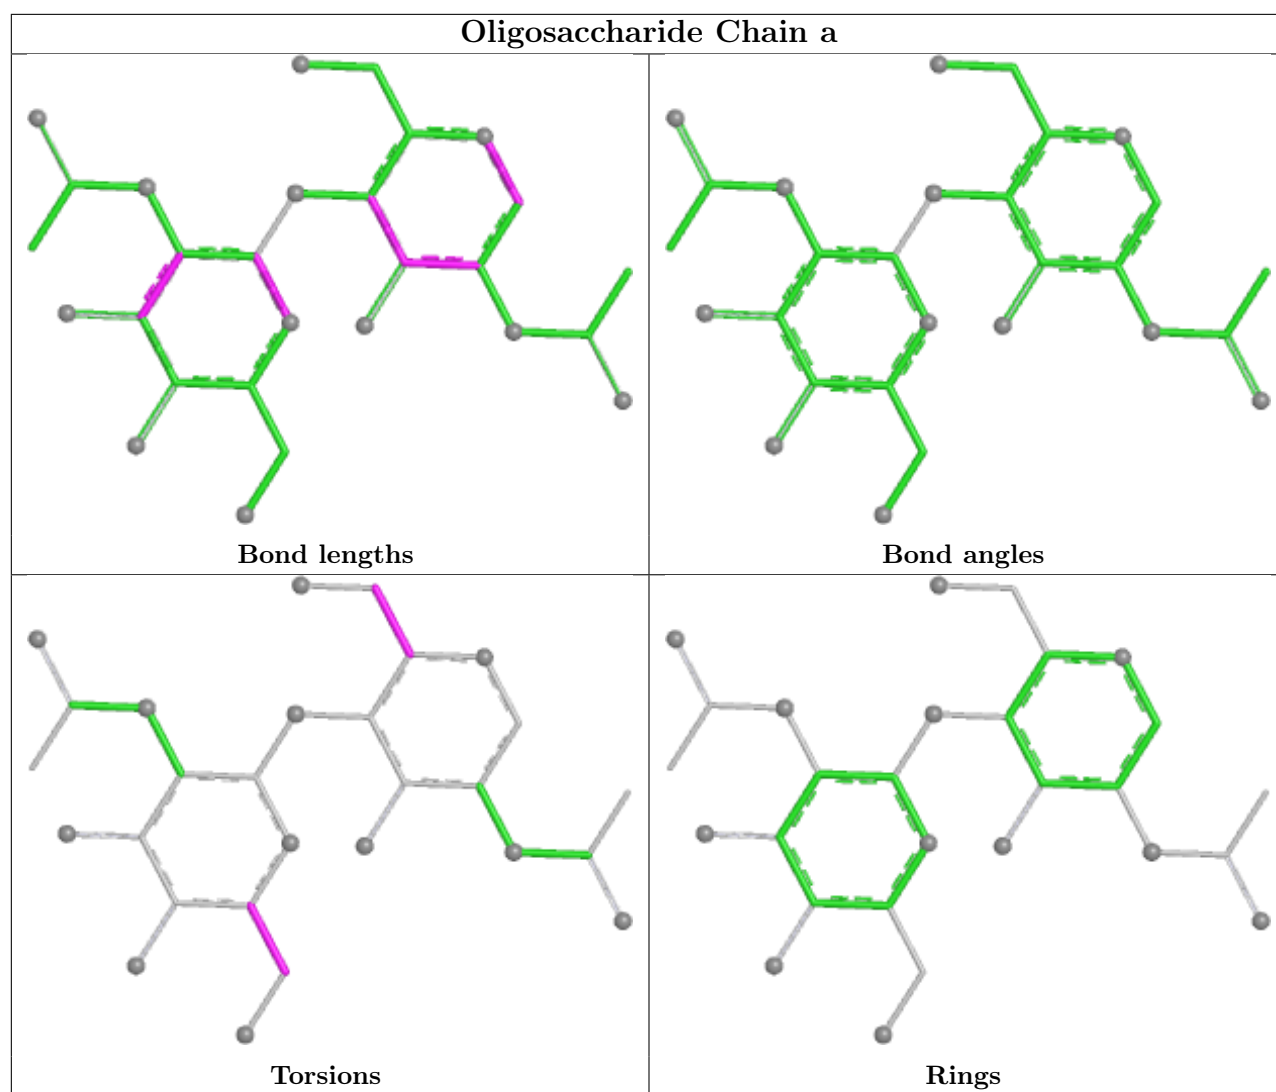 Oligosaccharide Chain a
Bond lengths
Bond angles
Torsions
Rings